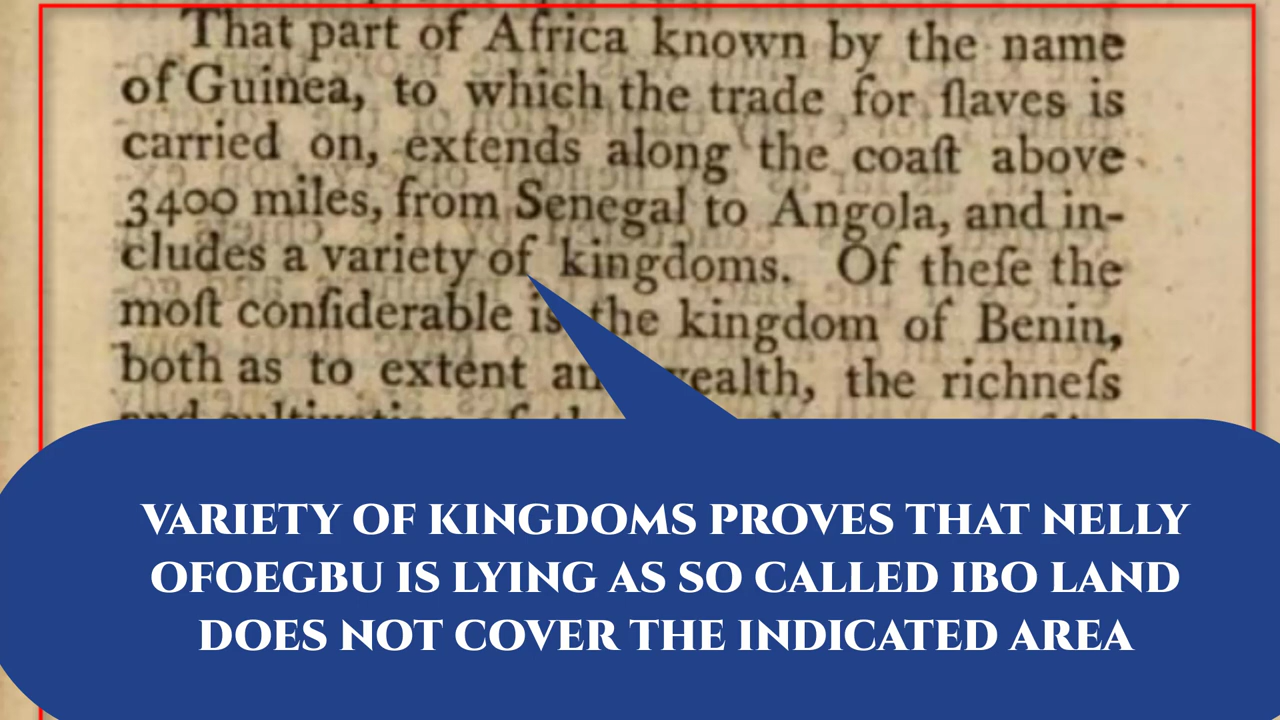 That part of Africa known by the name
of Guinea, to which the trade for ſlaves is
carried on, extends along the coaſt above
3400 miles, from Senegal to Angola, and in-
cludes a variety of kingdoms. Of theſe the
moſt conſiderable is the kingdom of Benin,
both as to extent an wealth, the richneſs
VARIETY OF KINGDOMS PROVES THAT NELLY
OFOEGBU IS LYING AS SO CALLED IBO LAND
DOES NOT COVER THE INDICATED AREA